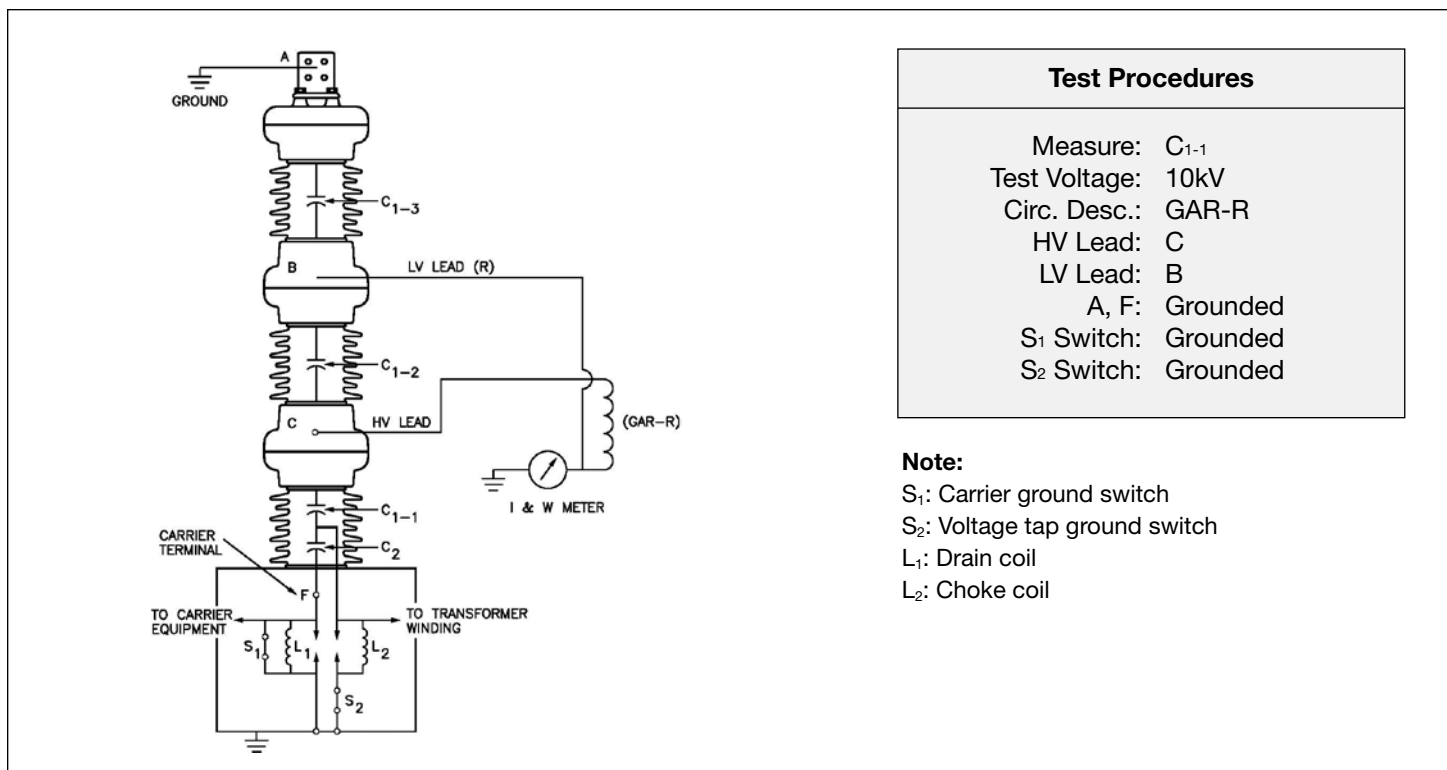 A
GROUND
C1-3
B
LV LEAD (R)
C1-2
C
HV LEAD
(GAR-R)
I & W METER
C1-1
CARRIER
TERMINAL
C2
F
TO CARRIER
EQUIPMENT
TO TRANSFORMER
WINDING
S1
L1
L2
S2
Test Procedures
Measure: C1-1
Test Voltage: 10kV
Circ. Desc.: GAR-R
HV Lead: C
LV Lead: B
A, F: Grounded
S1 Switch: Grounded
S2 Switch: Grounded
Note:
S1: Carrier ground switch
S2: Voltage tap ground switch
L1: Drain coil
L2: Choke coil